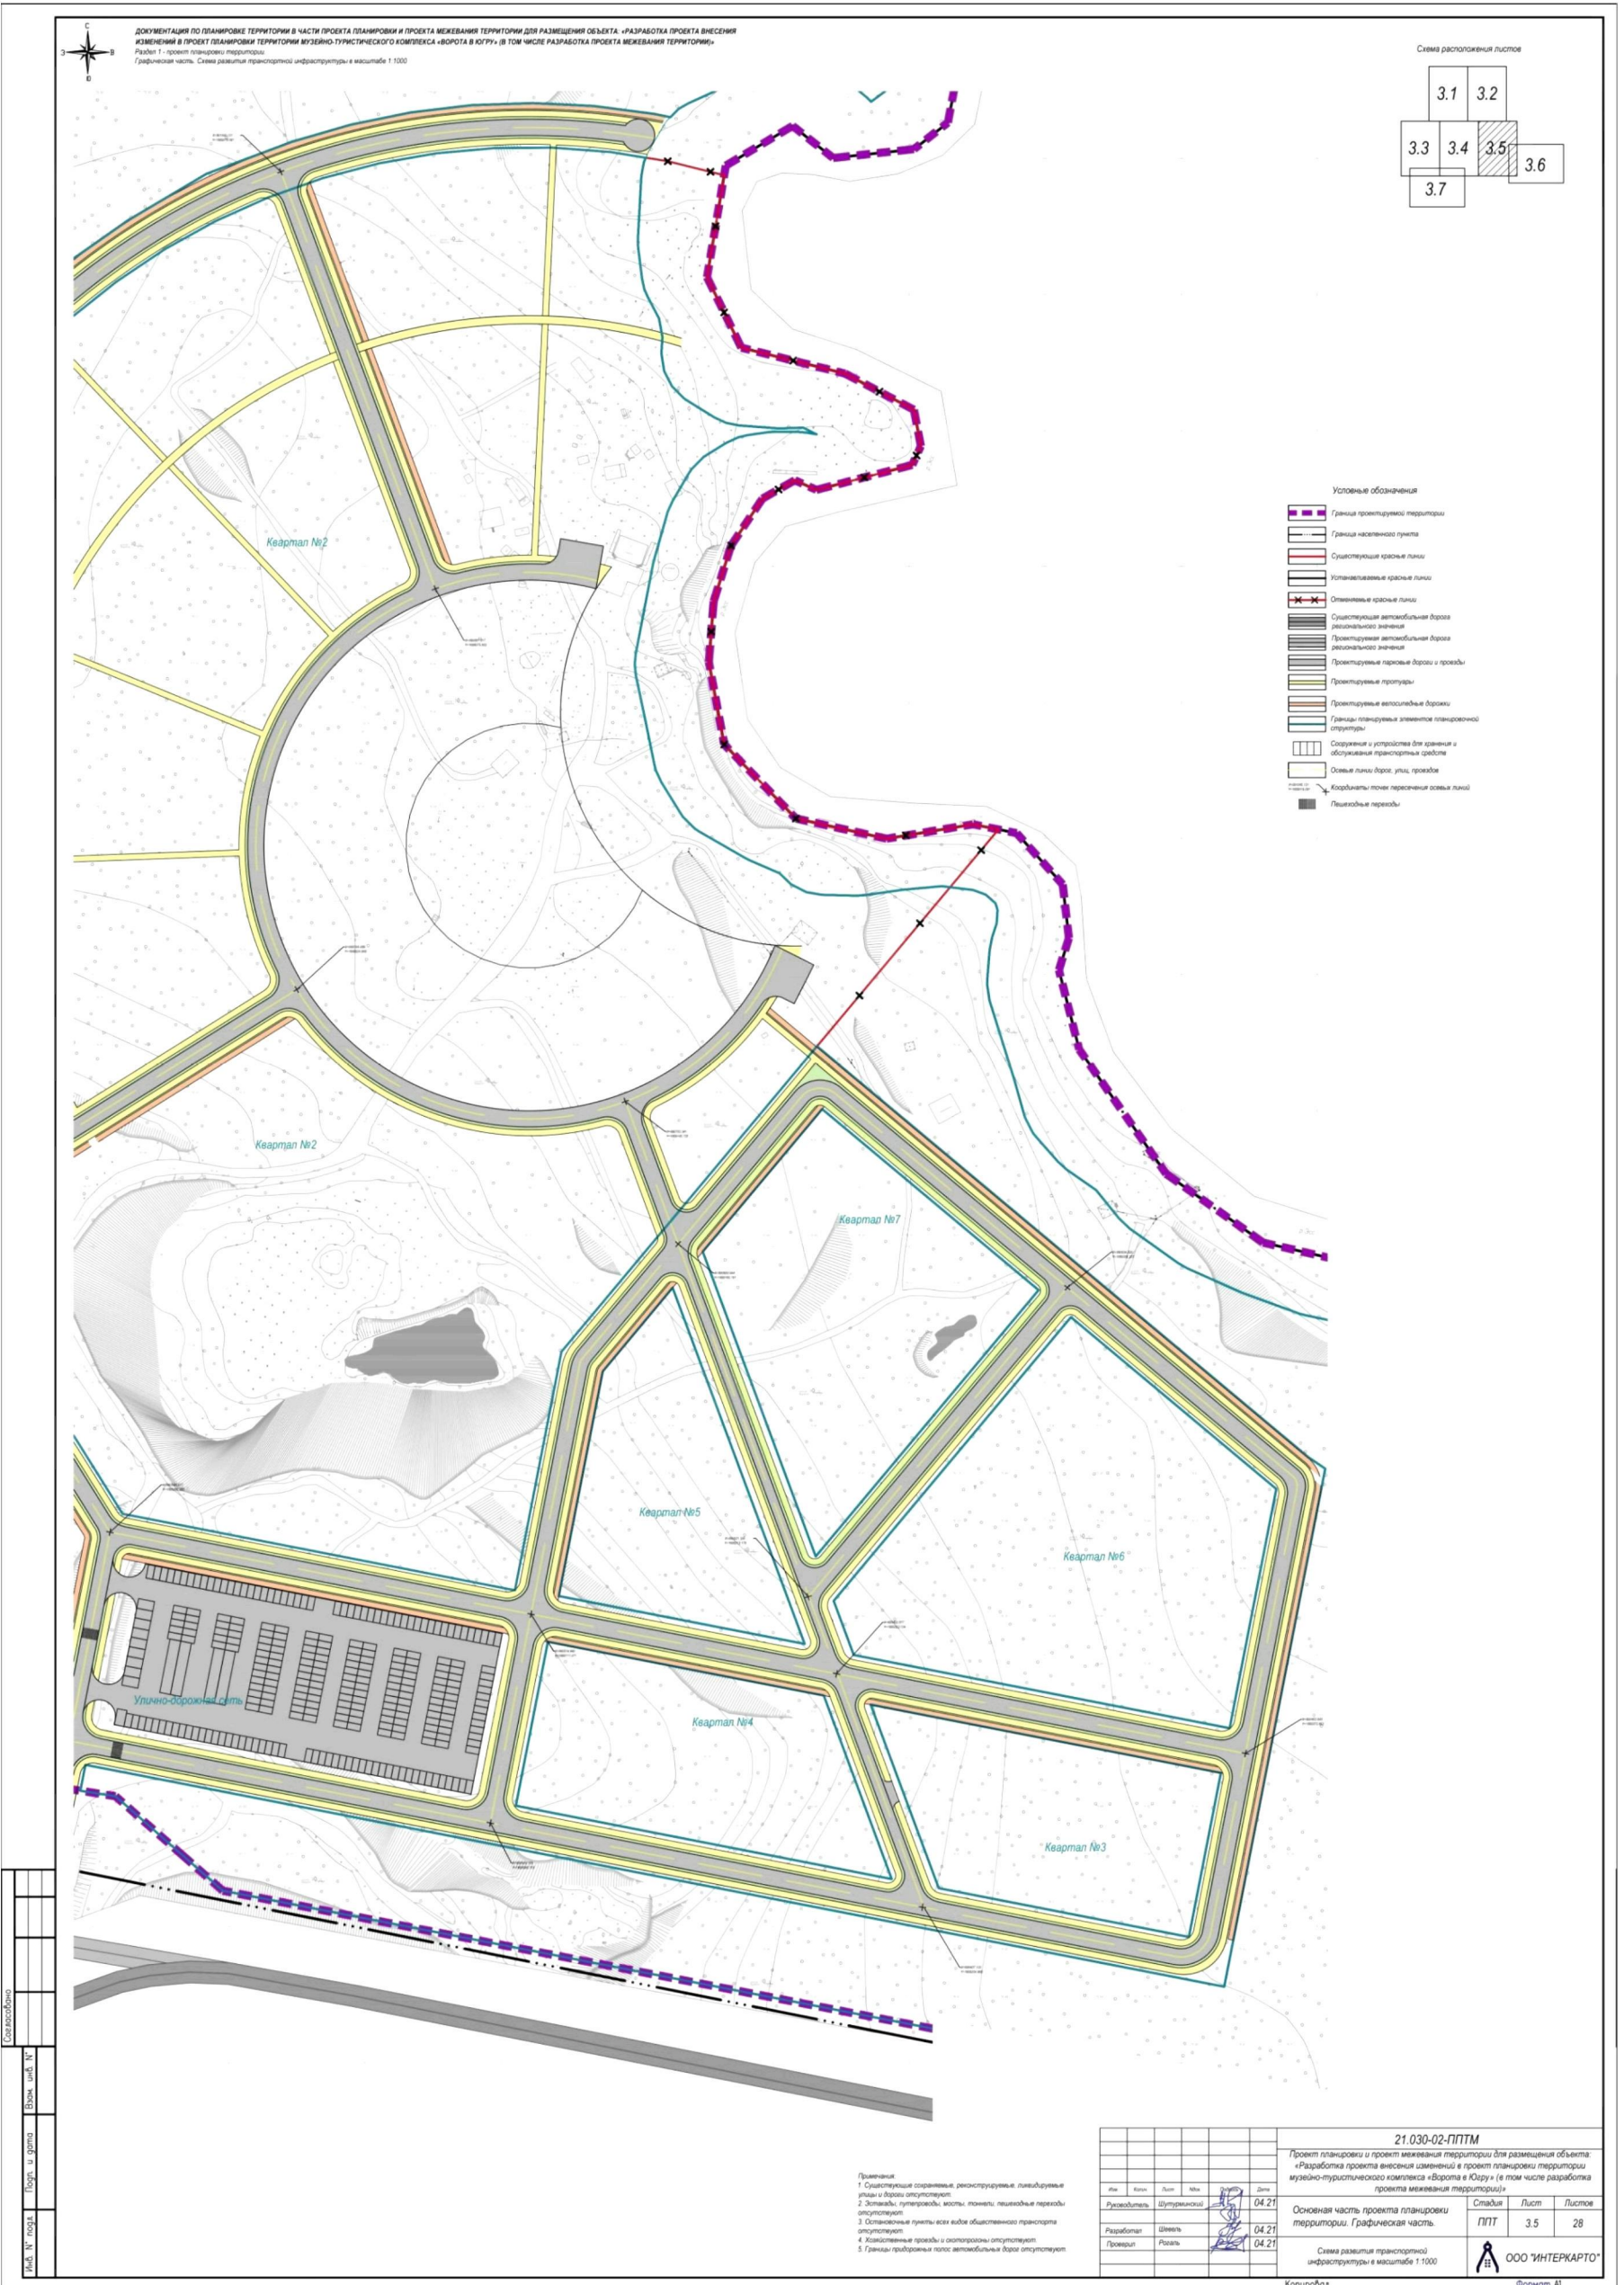 ДОКУМЕНТАЦИЯ ПО ПЛАНИРОВКЕ ТЕРРИТОРИИ В ЧАСТИ ПРОЕКТА ПЛАНИРОВКИ И ПРОЕКТА МЕЖЕВАНИЯ ТЕРРИТОРИИ ДЛЯ РАЗМЕЩЕНИЯ ОБЪЕКТА: «РАЗРАБОТКА ПРОЕКТА ВНЕСЕНИЯ
ИЗМЕНЕНИЙ В ПРОЕКТ ПЛАНИРОВКИ ТЕРРИТОРИИ МУЗЕЙНО-ТУРИСТИЧЕСКОГО КОМПЛЕКСА «ВОРОТА В ЮГРУ» (В ТОМ ЧИСЛЕ РАЗРАБОТКА ПРОЕКТА МЕЖЕВАНИЯ ТЕРРИТОРИИ)»
Раздел 1 - проект планировки территории
Графическая часть. Схема развития транспортной инфраструктуры в масштабе 1:1000
С
З
В
Ю
Схема расположения листов
3.1
3.2
3.3
3.4
3.5
3.6
3.7
Условные обозначения
Граница проектируемой территории
Граница населенного пункта
Существующие красные линии
Устанавливаемые красные линии
Отменяемые красные линии
Существующая автомобильная дорога
регионального значения
Проектируемая автомобильная дорога
регионального значения
Проектируемые парковые дороги и проезды
Проектируемые тротуары
Проектируемые велосипедные дорожки
Границы планируемых элементов планировочной
структуры
Сооружения и устройства для хранения и
обслуживания транспортных средств
Осевые линии дорог, улиц, проездов
Координаты точек пересечения осевых линий
Пешеходные переходы
Квартал №2
Квартал №2
Квартал №7
Квартал №5
Квартал №6
Улично-дорожная сеть
Квартал №4
Квартал №3
Согласовано
Взам. инв. N°
Подп. и дата
Инв. N° подл.
Примечания:
1. Существующие сохраняемые, реконструируемые, ликвидируемые
улицы и дороги отсутствуют.
2. Эстакады, путепроводы, мосты, тоннели, пешеходные переходы
отсутствуют.
3. Остановочные пункты всех видов общественного транспорта
отсутствуют.
4. Хозяйственные проезды и скотопрогоны отсутствуют.
5. Границы придорожных полос автомобильных дорог отсутствуют.
21.030-02-ППТМ
Проект планировки и проект межевания территории для размещения объекта:
«Разработка проекта внесения изменений в проект планировки территории
музейно-туристического комплекса «Ворота в Югру» (в том числе разработка
проекта межевания территории)»
Изм. Колич. Лист Nдок. Подпись Дата
Руководитель Штурминский 04.21
Разработал Шевель 04.21
Проверил Рогаль 04.21
Основная часть проекта планировки
территории. Графическая часть.
Стадия Лист Листов
ППТ 3.5 28
Схема развития транспортной
инфраструктуры в масштабе 1:1000
ООО "ИНТЕРКАРТО"
Копировал
Формат А1